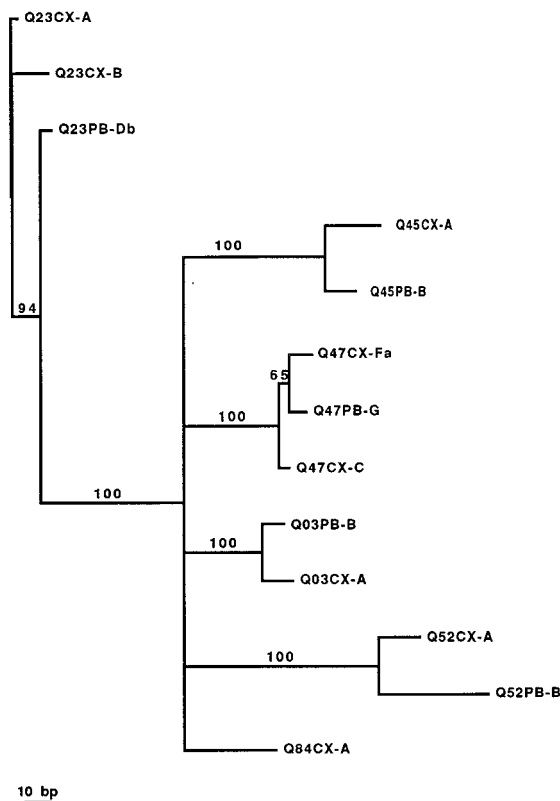 Q23CX-A
Q23CX-B
Q23PB-Db
Q45CX-A
100
Q45PB-B
94
Q47CX-Fa
65
Q47PB-G
100
Q47CX-C
100
Q03PB-B
100
Q03CX-A
Q52CX-A
100
Q52PB-B
Q84CX-A
10 bp